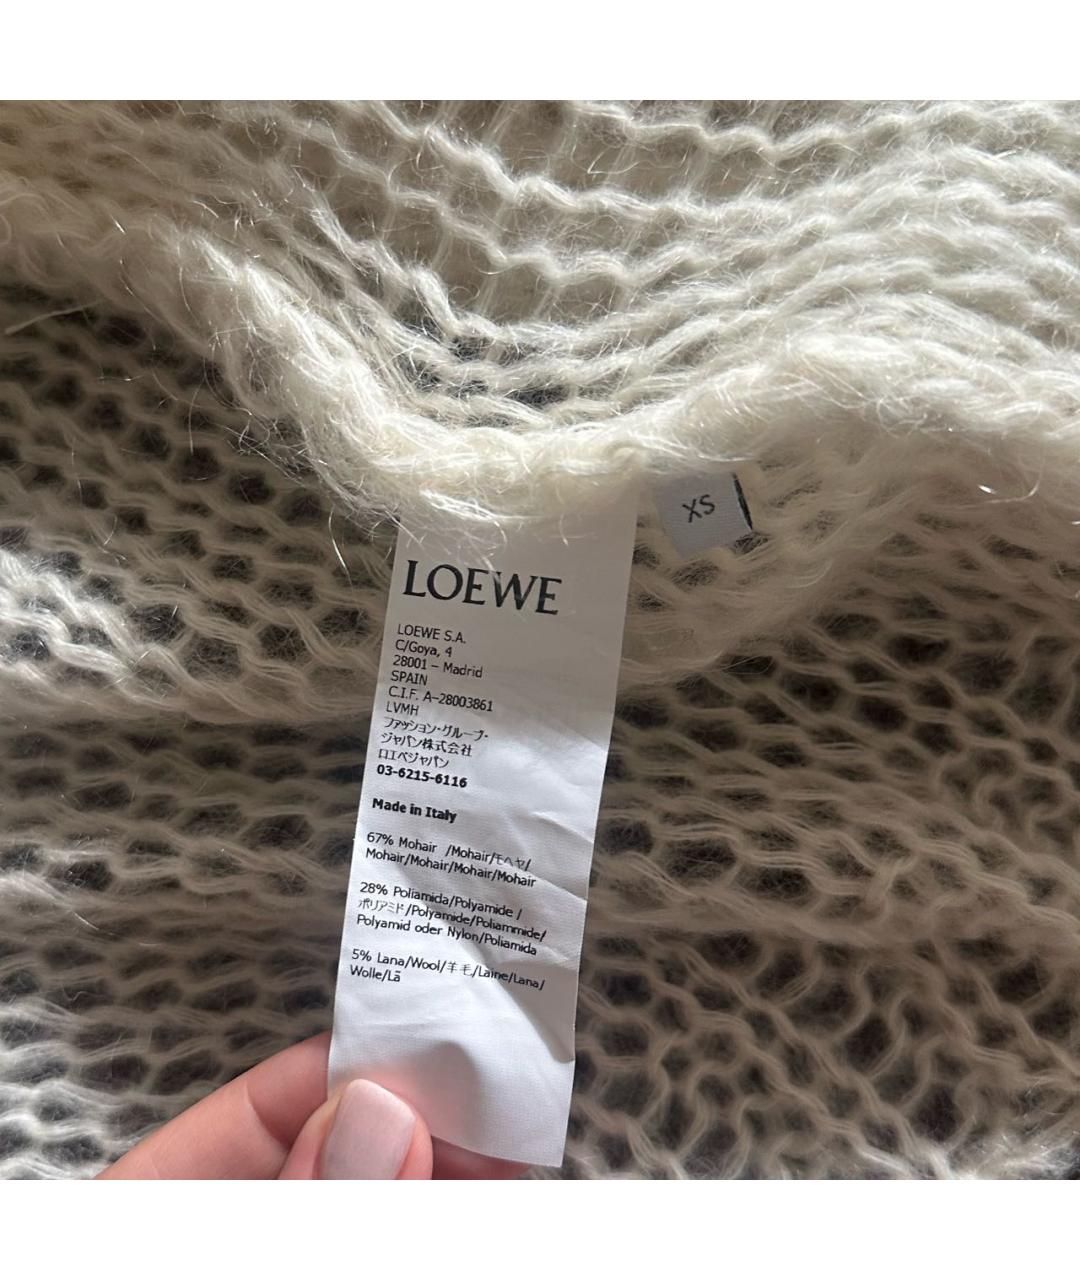 XS
LOEWE
LOEWE S.A.
C/Goya, 4
28001 – Madrid
SPAIN
C.I.F. A-28003861
LVMH
ファッション・グループ・
ジャパン株式会社
ロエベジャパン
03-6215-6116
Made in Italy
67% Mohair /Mohair/モヘヤ/
Mohair/Mohair/Mohair/Mohair
28% Poliamida/Polyamide /
ポリアミド/Polyamide/Poliammide/
Polyamid oder Nylon/Poliamida
5% Lana/Wool/羊毛/Laine/Lana/
Wolle/Lã